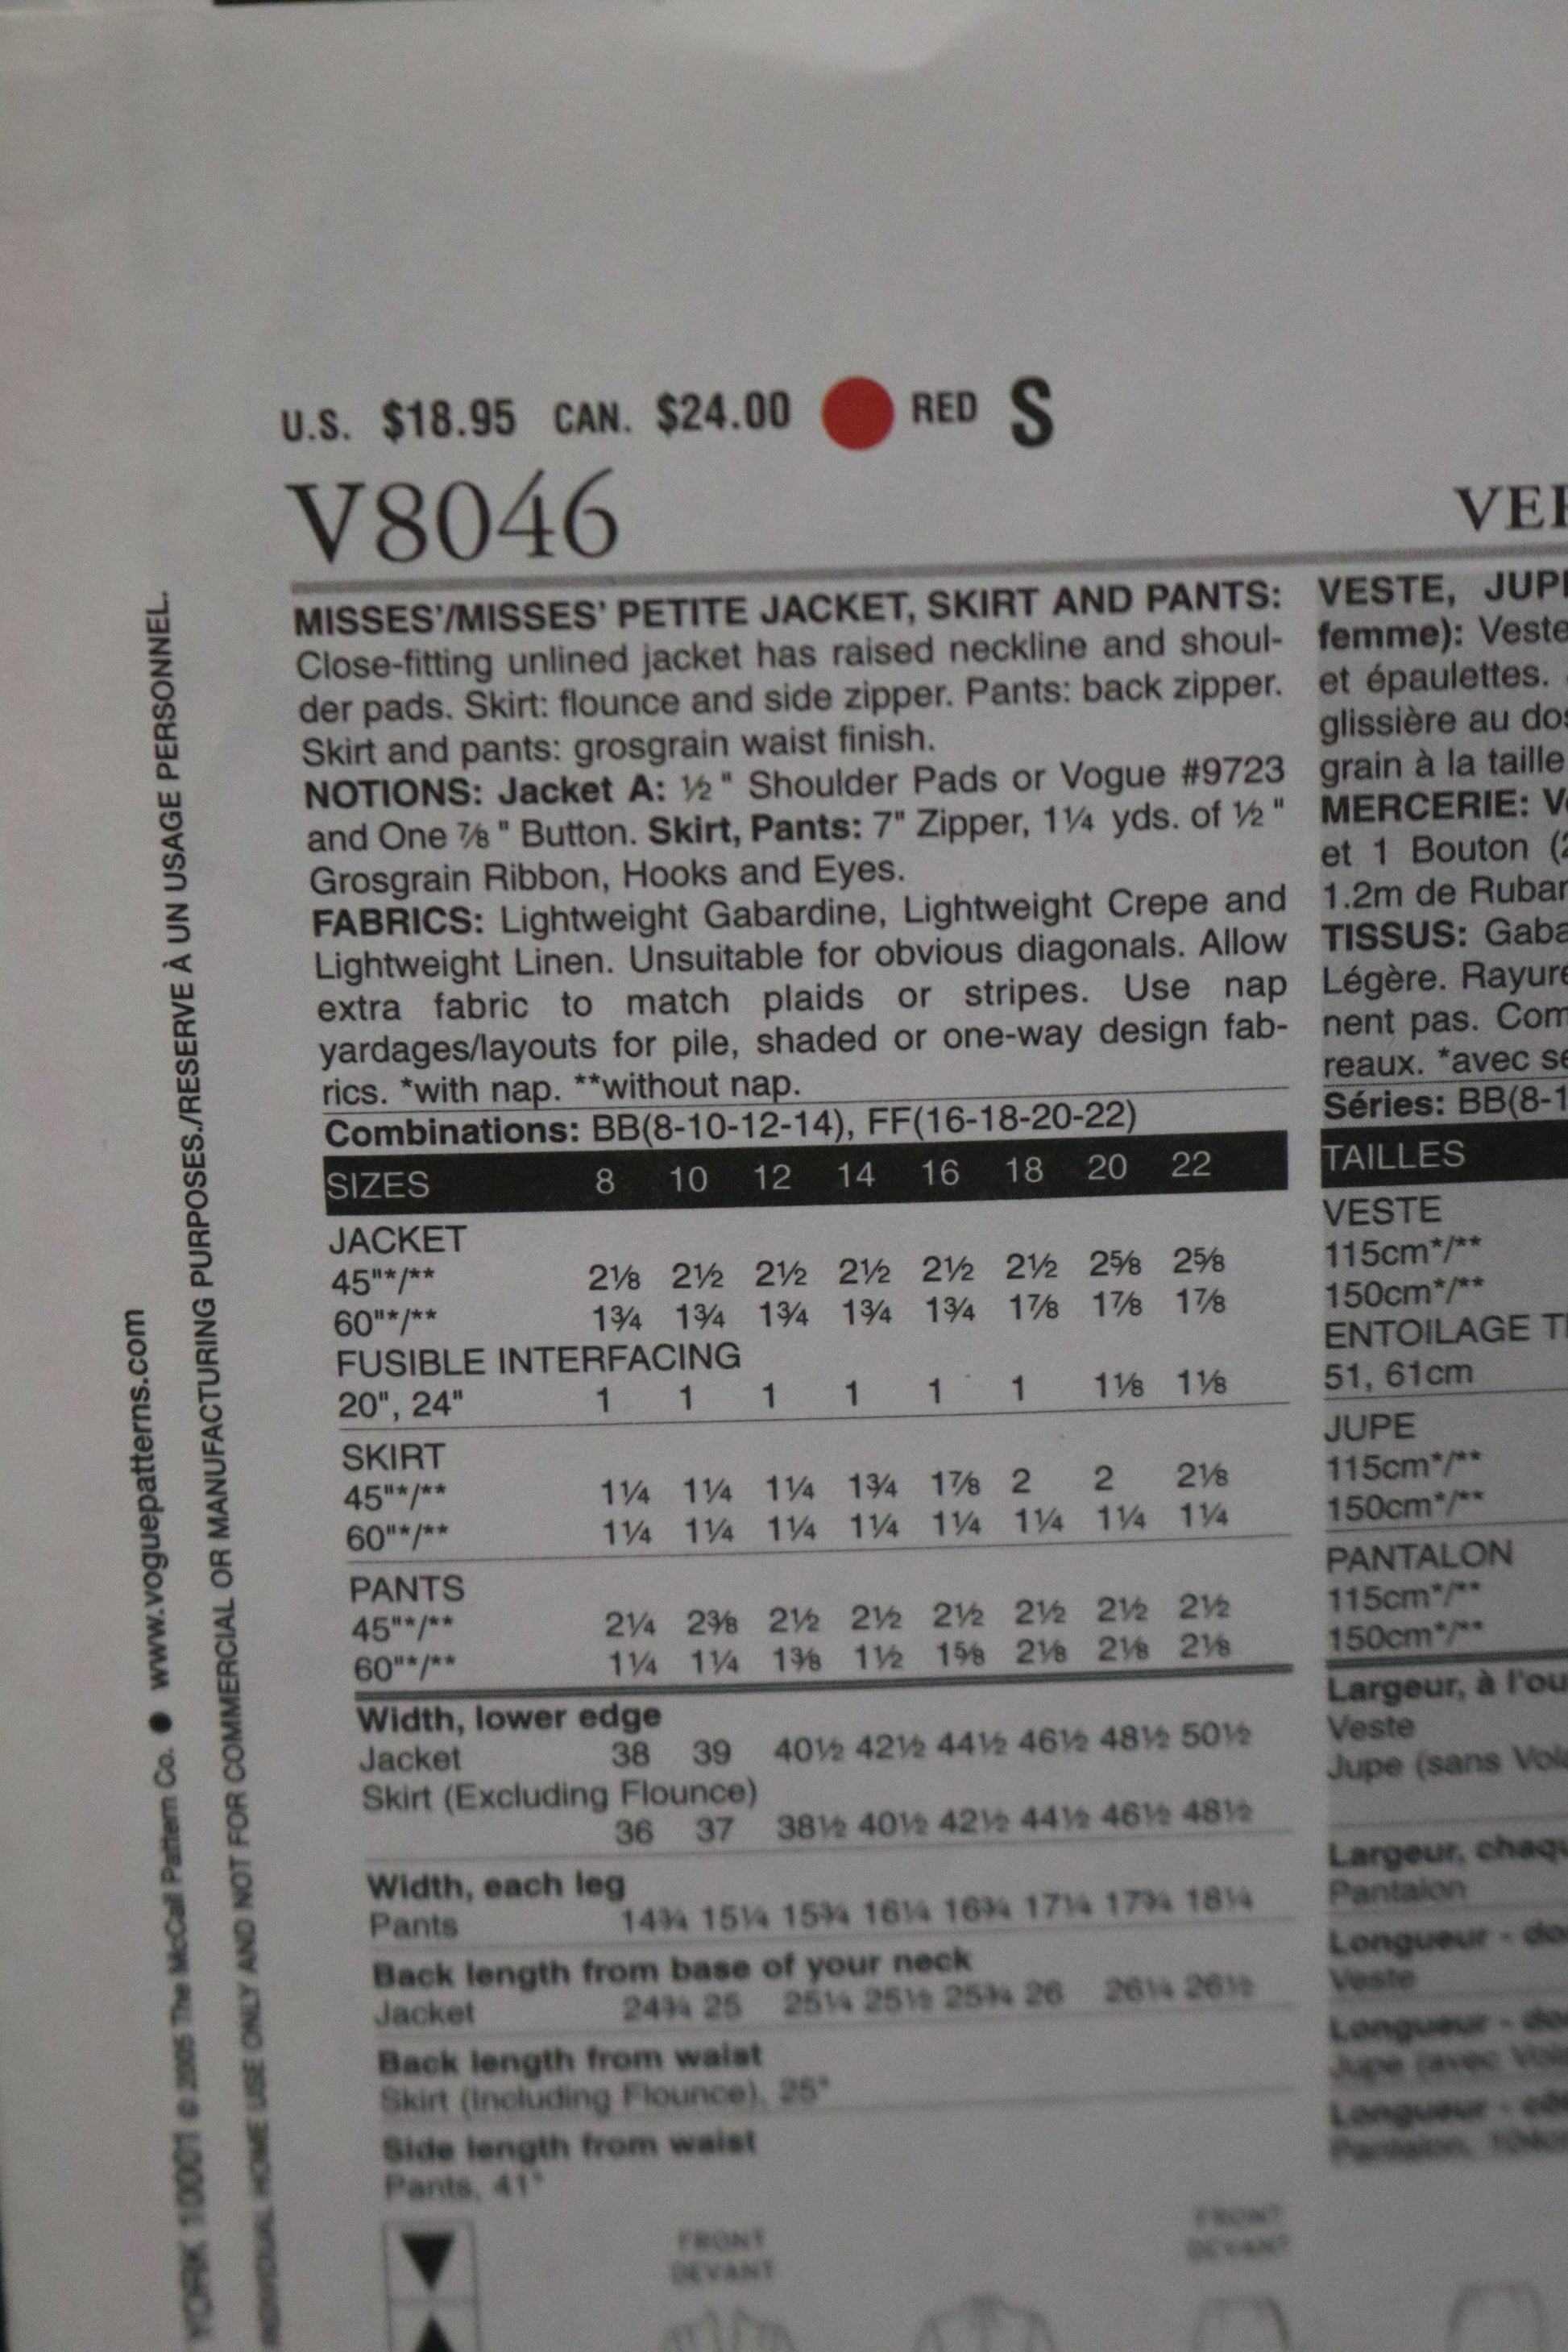 U.S. $18.95 CAN. $24.00 RED S
V8046
MISSES'/MISSES' PETITE JACKET, SKIRT AND PANTS:
Close-fitting unlined jacket has raised neckline and shoul-
der pads. Skirt: flounce and side zipper. Pants: back zipper.
Skirt and pants: grosgrain waist finish.
NOTIONS: Jacket A: ½" Shoulder Pads or Vogue #9723
and One ⅞" Button. Skirt, Pants: 7" Zipper, 1¼ yds. of ½"
Grosgrain Ribbon, Hooks and Eyes.
FABRICS: Lightweight Gabardine, Lightweight Crepe and
Lightweight Linen. Unsuitable for obvious diagonals. Allow
extra fabric to match plaids or stripes. Use nap
yardages/layouts for pile, shaded or one-way design fab-
rics. *with nap. **without nap.
Combinations: BB(8-10-12-14), FF(16-18-20-22)
SIZES 8 10 12 14 16 18 20 22
JACKET
45"*/** 2⅛ 2½ 2½ 2½ 2½ 2½ 2⅝ 2⅝
60"*/** 1¾ 1¾ 1¾ 1¾ 1¾ 1⅞ 1⅞ 1⅞
FUSIBLE INTERFACING
20", 24" 1 1 1 1 1 1 1⅛ 1⅛
SKIRT
45"*/** 1¼ 1¼ 1¼ 1¾ 1⅞ 2 2 2⅛
60"*/** 1¼ 1¼ 1¼ 1¼ 1¼ 1¼ 1¼ 1¼
PANTS
45"*/** 2¼ 2⅜ 2½ 2½ 2½ 2½ 2½ 2½
60"*/** 1¼ 1¼ 1⅜ 1½ 1⅝ 2⅛ 2⅛ 2⅛
Width, lower edge
Jacket 38 39 40½ 42½ 44½ 46½ 48½ 50½
Skirt (Excluding Flounce)
36 37 38½ 40½ 42½ 44½ 46½ 48½
Width, each leg
Pants 14¾ 15¼ 15¾ 16¼ 16¾ 17¼ 17¾ 18¼
Back length from base of your neck
Jacket 24¾ 25 25¼ 25½ 25¾ 26 26¼ 26½
Back length from waist
Skirt (Including Flounce), 25"
Side length from waist
Pants, 41"
FRONT
DEVANT
FRONT
DEVANT
VESTE,
femme): Veste
et épaulettes.
glissière au
grain à la taille
MERCERIE:
et 1 Bouton
1.2m de
TISSUS:
Légère.
nent pas.
reaux. *avec
Séries: BB(8-1
TAILLES
VESTE
115cm*/**
150cm*/**
ENTOILAGE
51, 61cm
JUPE
115cm*/**
150cm*/**
PANTALON
115cm*/**
150cm*/**
Largeur, à
Veste
Jupe (sans
Largeur,
Pantalon
Longueur -
Veste
Longueur -
Jupe (avec
Longueur -
Pantalon,
YORK 10001 © 2005 The McCall Pattern Co. ● www.voguepatterns.com
INDIVIDUAL HOME USE ONLY AND NOT FOR COMMERCIAL OR MANUFACTURING PURPOSES./RESERVE À UN USAGE PERSONNEL.